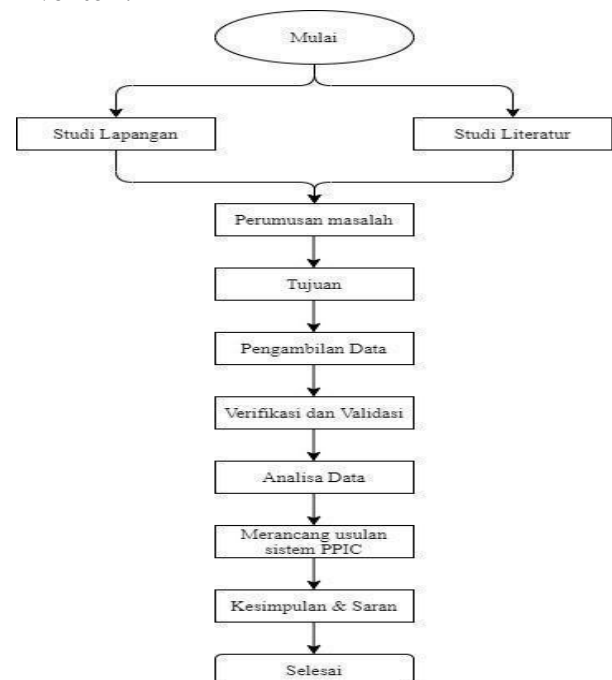 Mulai
Studi Lapangan
Studi Literatur
Perumusan masalah
Tujuan
Pengambilan Data
Verifikasi dan Validasi
Analisa Data
Merancang usulan
sistem PPIC
Kesimpulan & Saran
Selesai